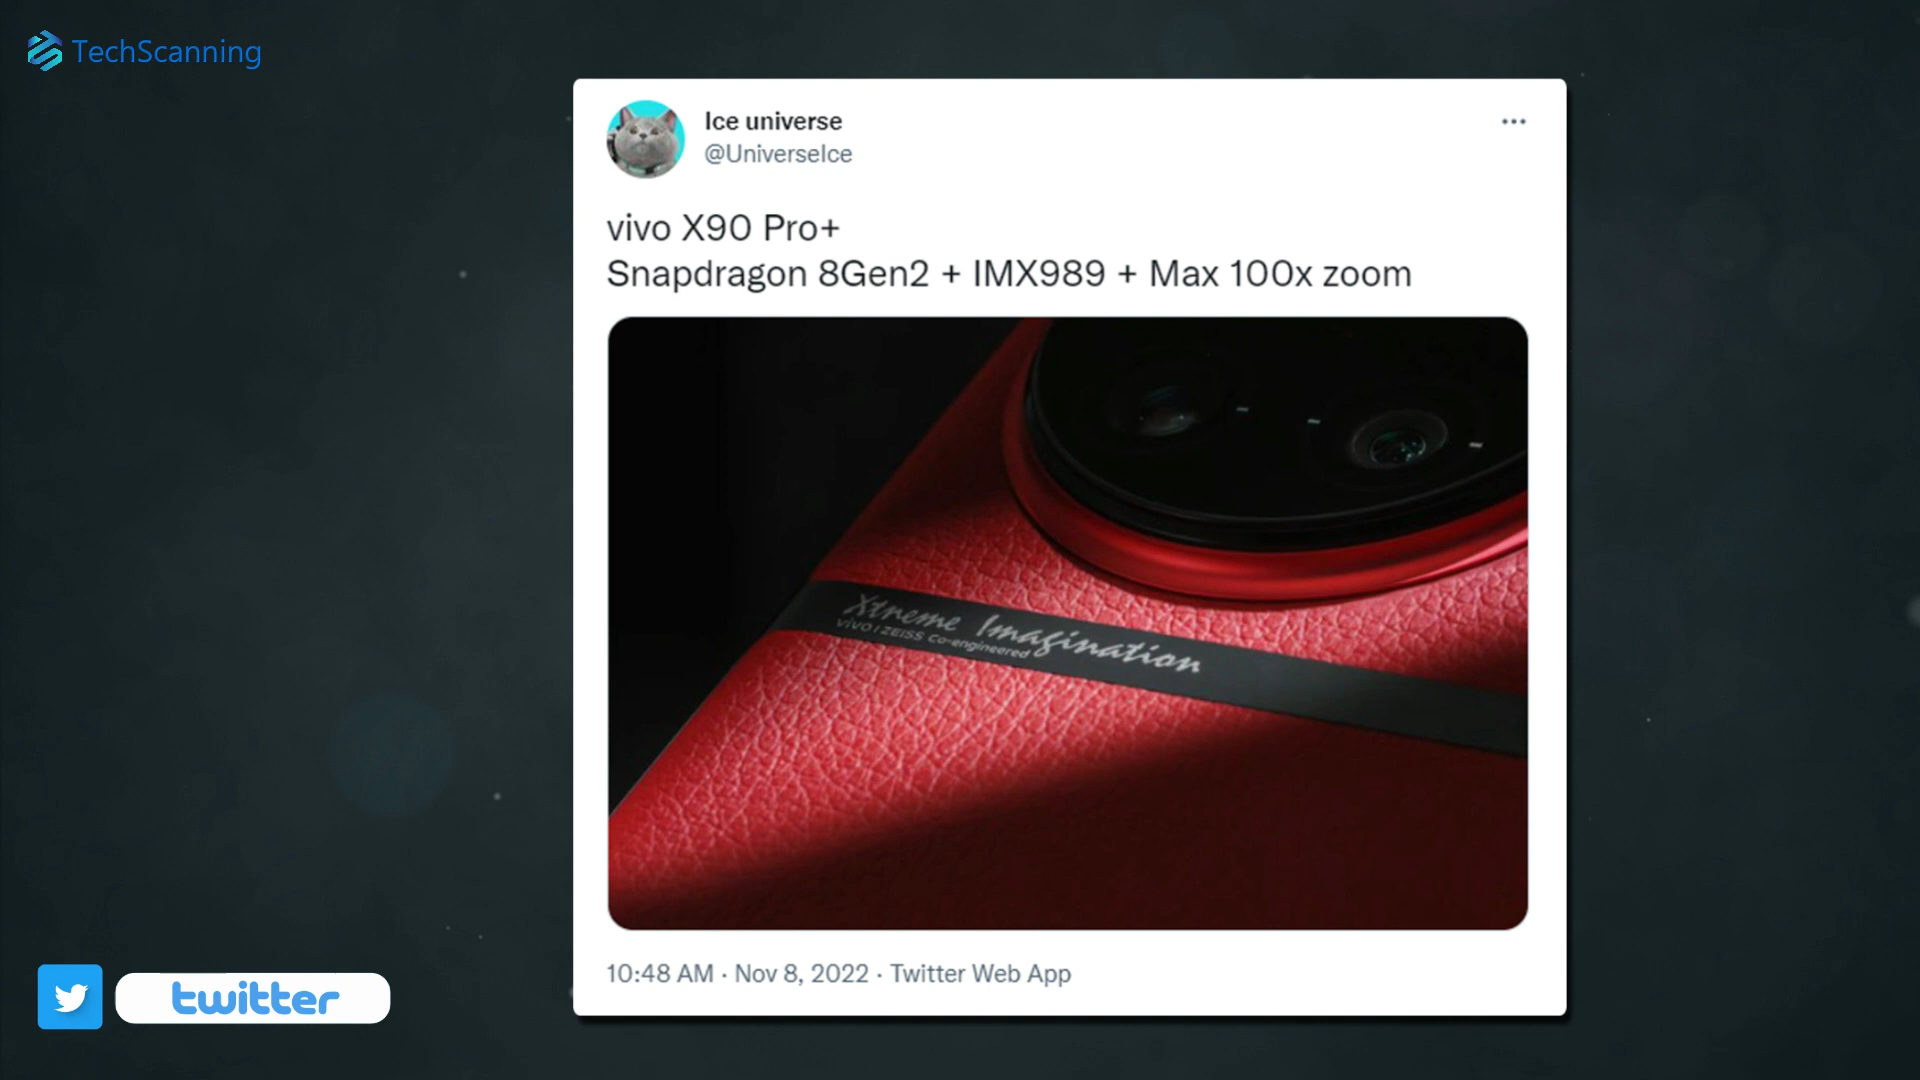 TechScanning
Ice universe
@UniverseIce
vivo X90 Pro+
Snapdragon 8Gen2 + IMX989 + Max 100x zoom
Xtreme Imagination
vivo | ZEISS Co-engineered
10:48 AM · Nov 8, 2022 · Twitter Web App
twitter